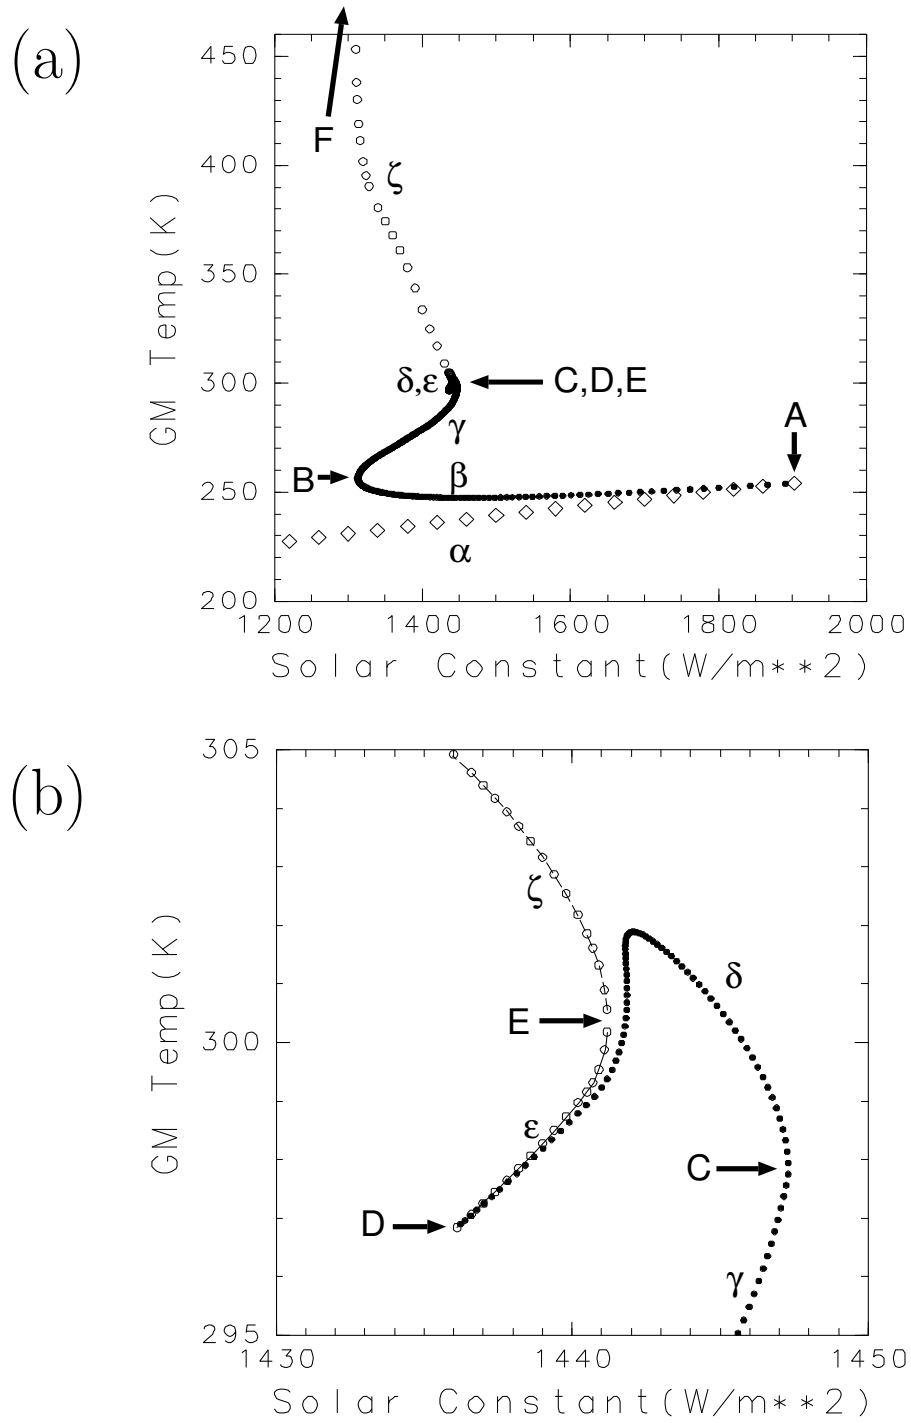 (a)
450
F
400
ζ
350
GM Temp(K)
300
δ,ε
C,D,E
A
γ
B
β
250
α
200
1200 1400 1600 1800 2000
Solar Constant(W/m**2)
(b)
305
ζ
δ
GM Temp(K)
E
300
ε
C
D
γ
295
1430 1440 1450
Solar Constant(W/m**2)